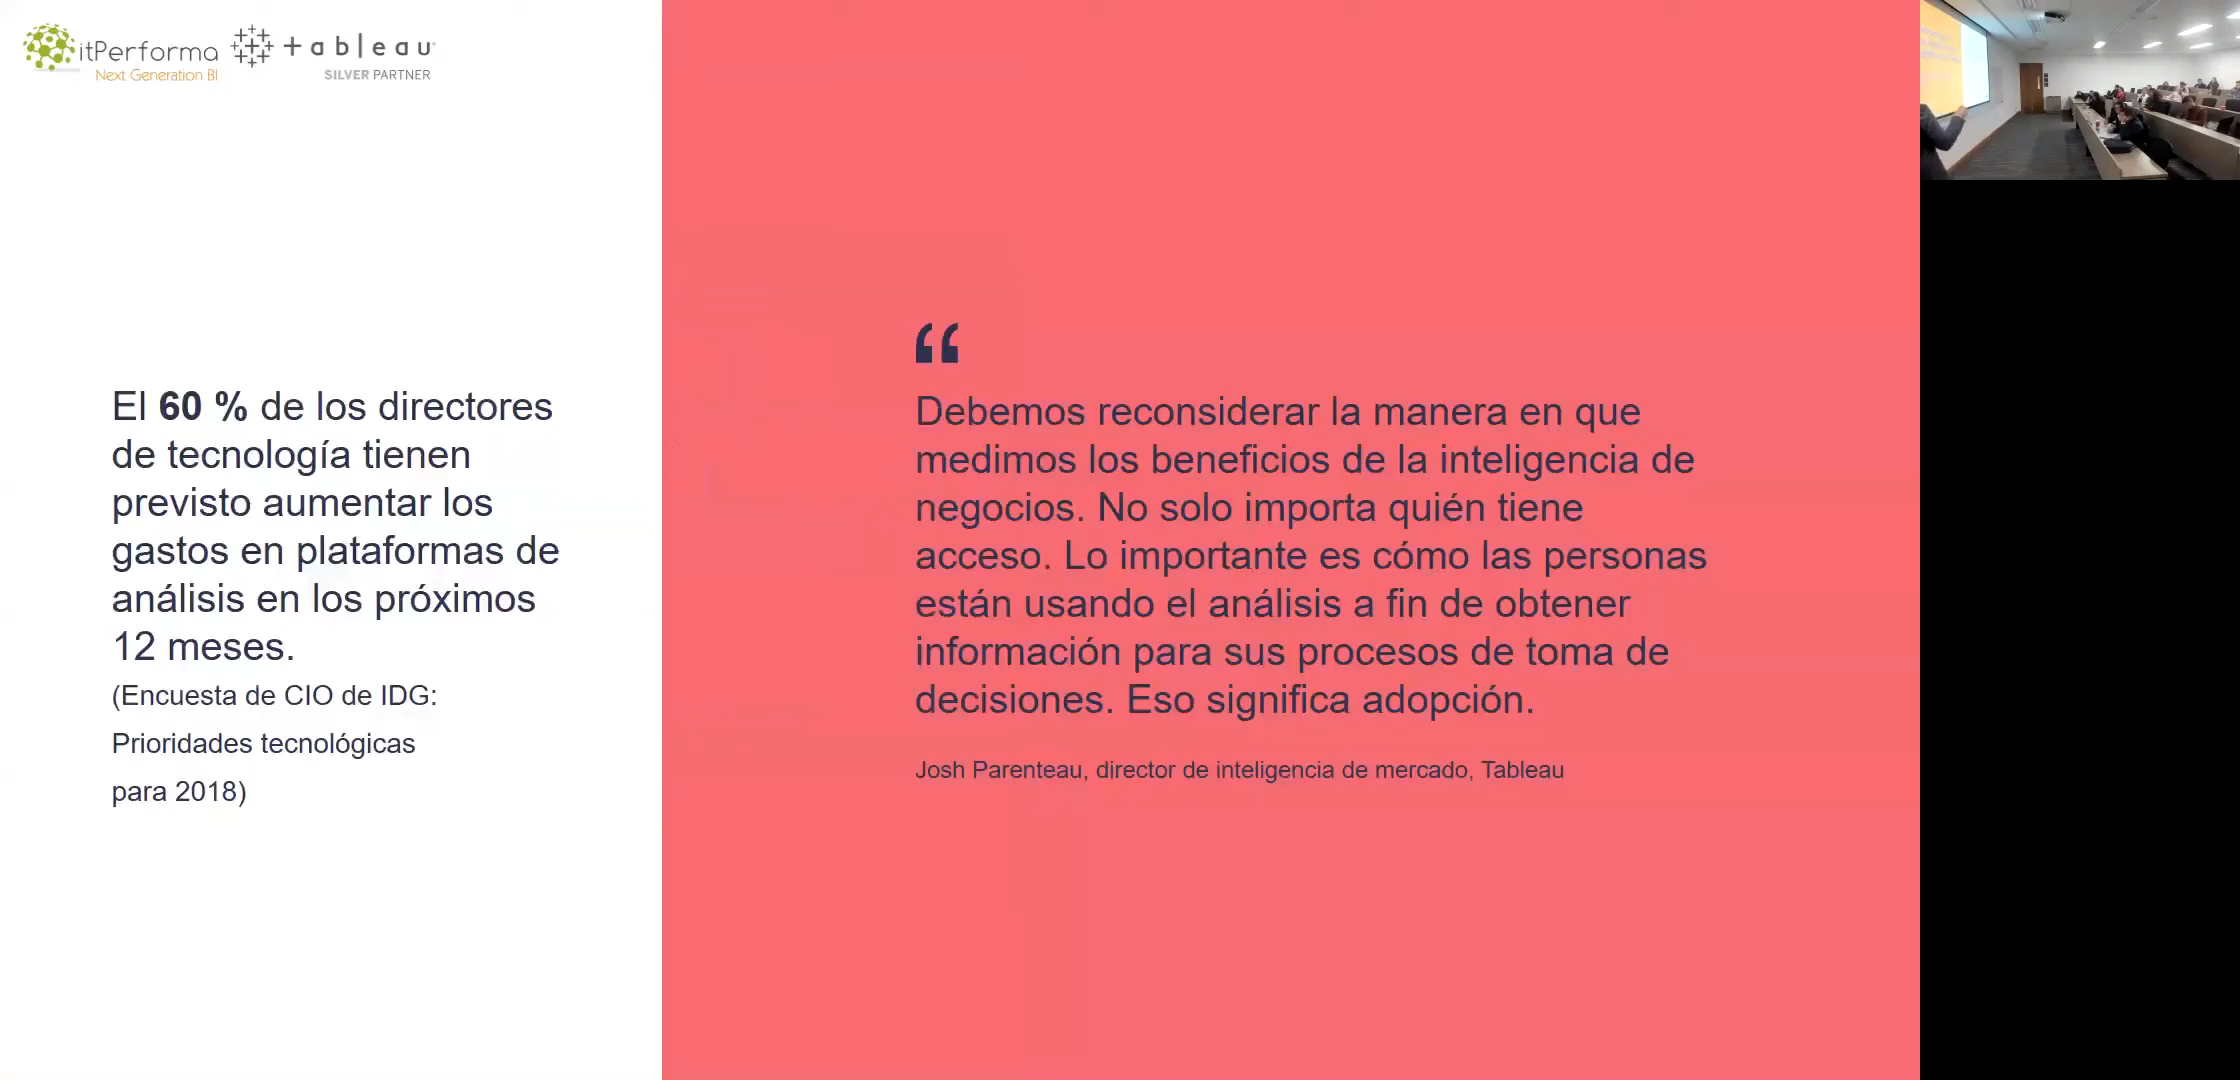 itPerforma
Next Generation BI
+ a b l e a u
SILVER PARTNER
El 60 % de los directores
de tecnología tienen
previsto aumentar los
gastos en plataformas de
análisis en los próximos
12 meses.
(Encuesta de CIO de IDG:
Prioridades tecnológicas
para 2018)
“
Debemos reconsiderar la manera en que
medimos los beneficios de la inteligencia de
negocios. No solo importa quién tiene
acceso. Lo importante es cómo las personas
están usando el análisis a fin de obtener
información para sus procesos de toma de
decisiones. Eso significa adopción.
Josh Parenteau, director de inteligencia de mercado, Tableau